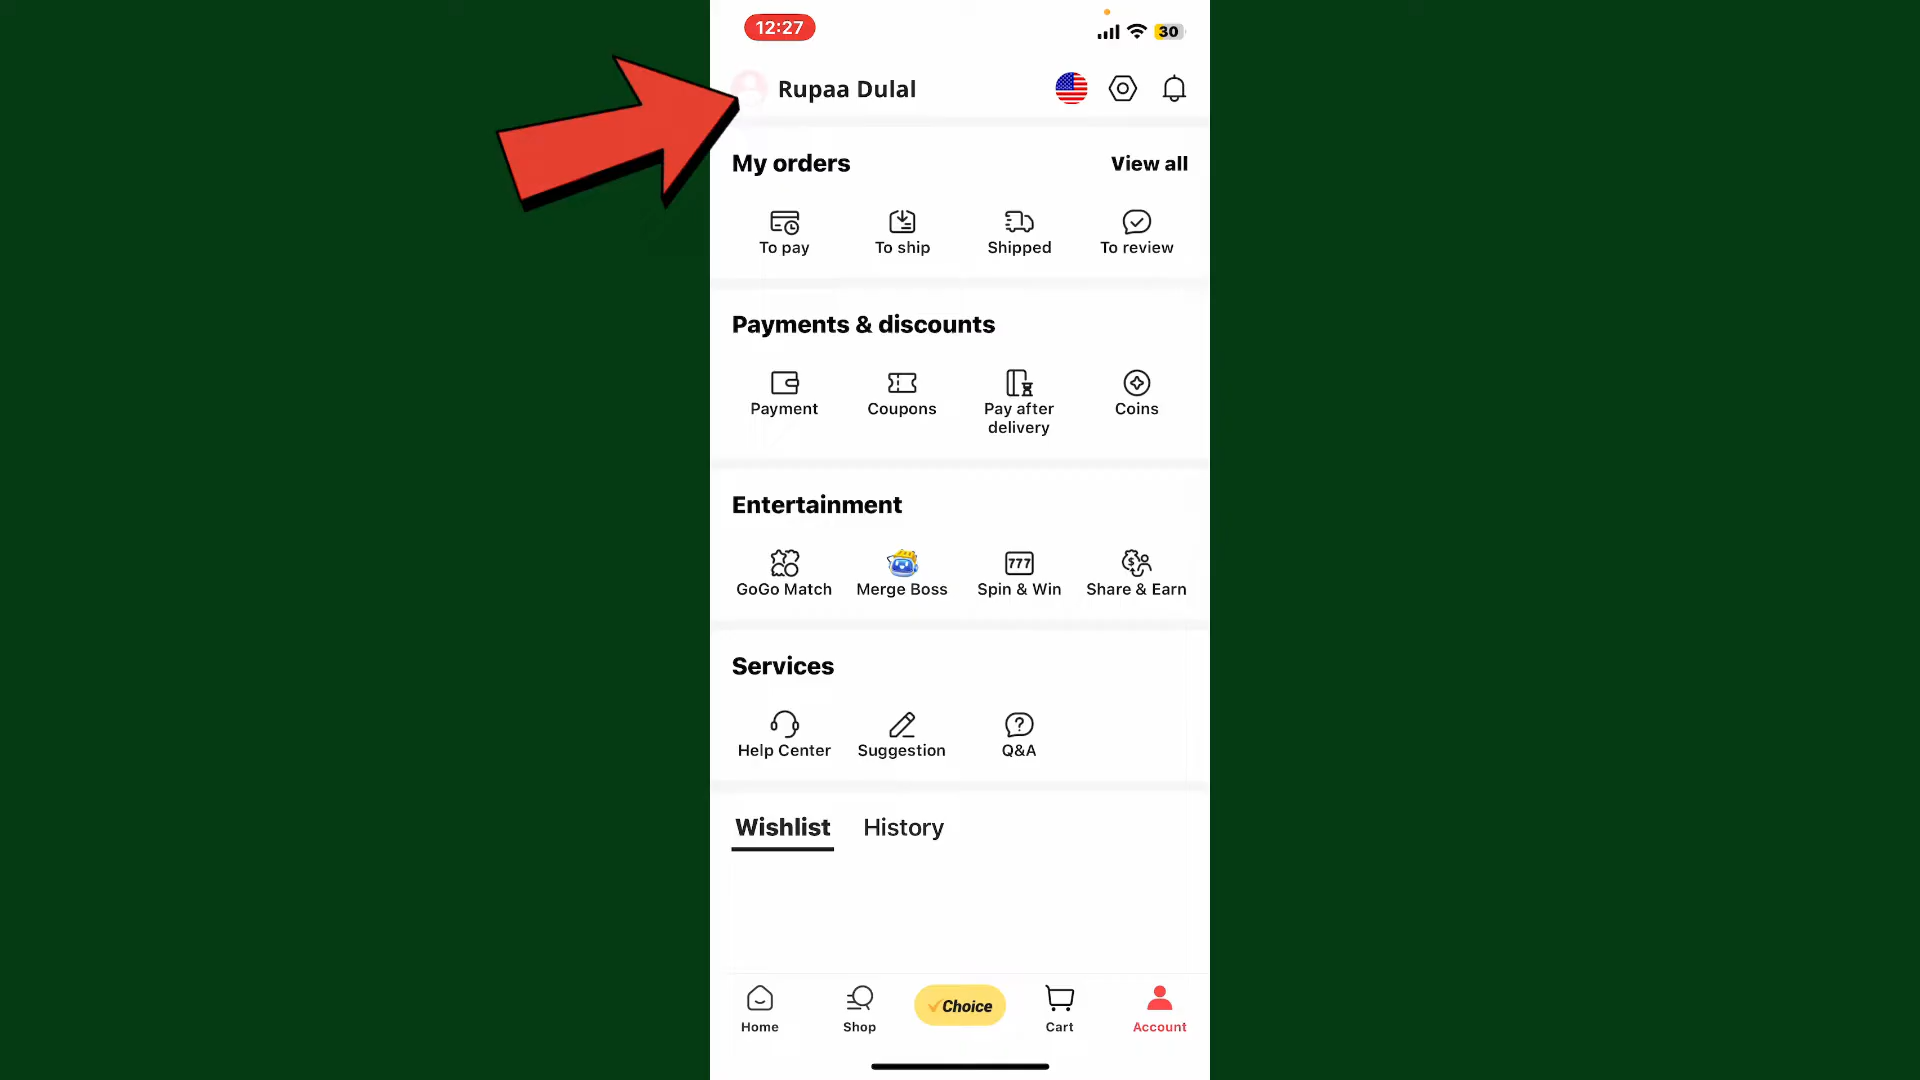 12:27
30
Rupaa Dulal
My orders
View all
To pay
To ship
Shipped
To review
Payments & discounts
Payment
Coupons
Pay after
delivery
Coins
Entertainment
777
GoGo Match
Merge Boss
Spin & Win
Share & Earn
Services
Help Center
Suggestion
Q&A
Wishlist
History
Choice
Home
Shop
Cart
Account